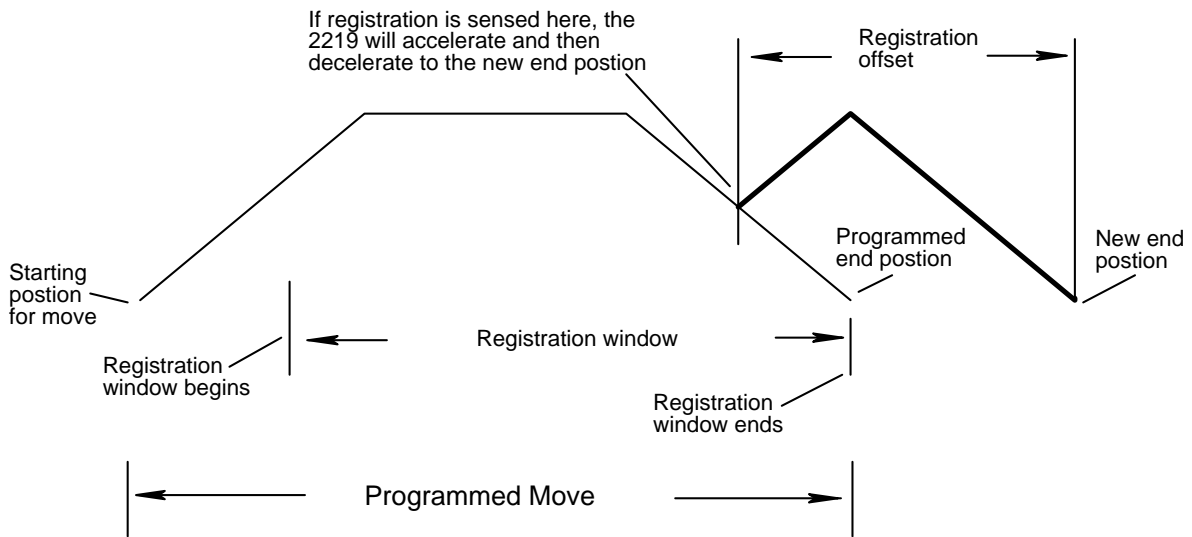 If registration is sensed here, the
2219 will accelerate and then
decelerate to the new end postion
Registration
offset
Programmed
end postion
New end
postion
Starting
postion
for move
Registration
window begins
Registration window
Registration
window ends
Programmed Move